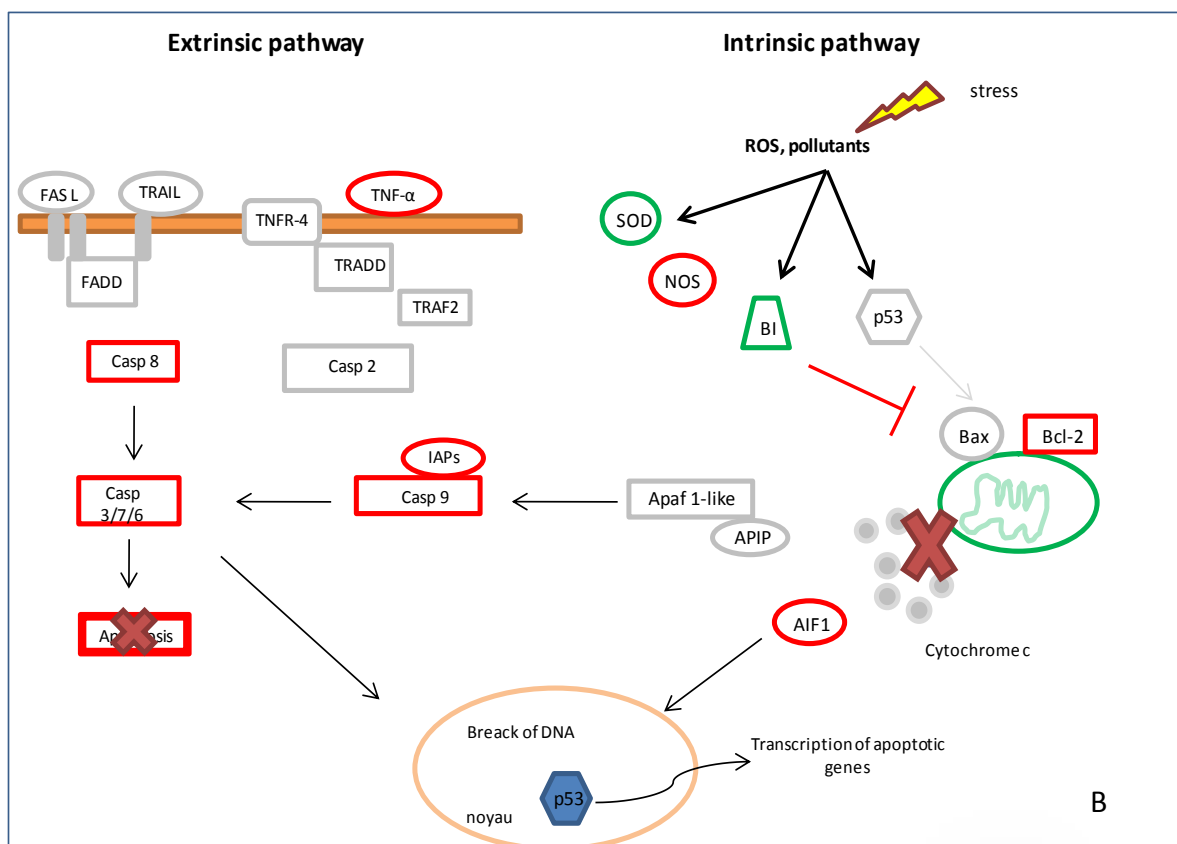 Extrinsic pathway
Intrinsic pathway
stress
ROS, pollutants
FAS L
TRAIL
TNF-α
TNFR-4
SOD
TRADD
FADD
NOS
TRAF2
BI
p53
Casp 8
Casp 2
Bax
Bcl-2
IAPs
Casp
3/7/6
Casp 9
Apaf 1-like
APIP
AIF1
Cytochrome c
Breack of DNA
Transcription of apoptotic
genes
p53
noyau
B